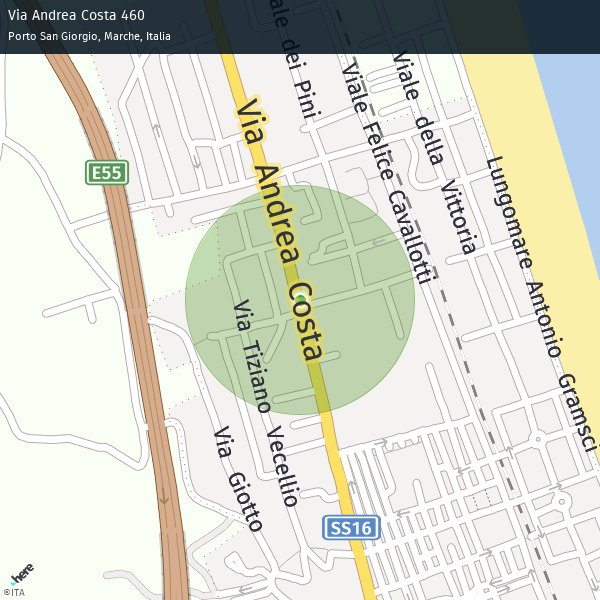 Via Andrea Costa 460
Porto San Giorgio, Marche, Italia
Viale dei Pini
Viale Felice Cavallotti
Viale della Vittoria
Via Andrea Costa
E55
Lungomare Antonio Gramsci
Via Tiziano Vecellio
Via Giotto
SS16
here
©ITA